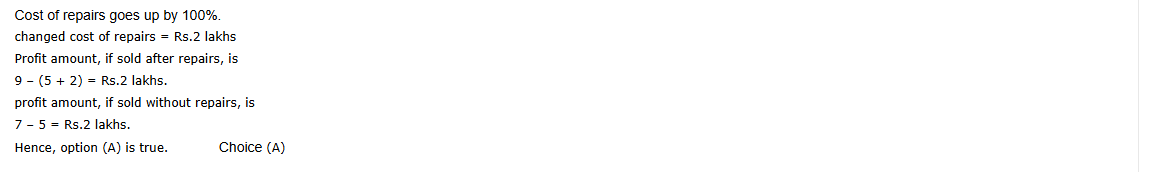 Cost of repairs goes up by 100%.
changed cost of repairs = Rs.2 lakhs
Profit amount, if sold after repairs, is
9 – (5 + 2) = Rs.2 lakhs.
profit amount, if sold without repairs, is
7 – 5 = Rs.2 lakhs.
Hence, option (A) is true. Choice (A)